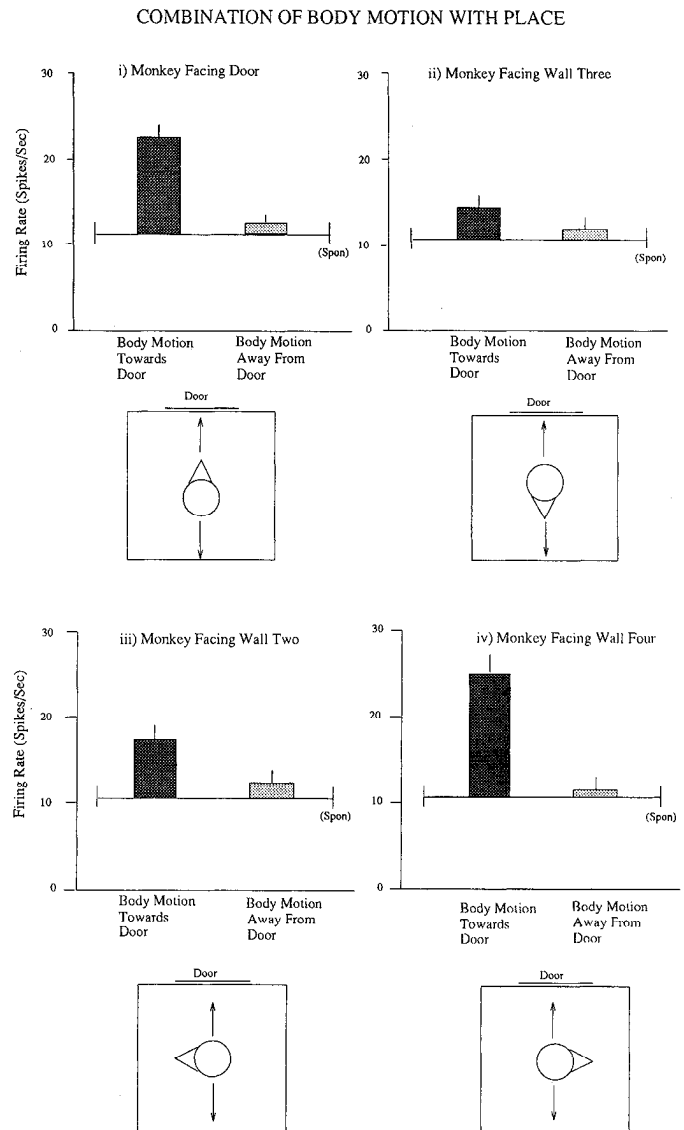 COMBINATION OF BODY MOTION WITH PLACE
i) Monkey Facing Door
Firing Rate (Spikes/Sec)
30
20
10
0
(Spon)
Body Motion
Towards
Door
Body Motion
Away From
Door
Door
ii) Monkey Facing Wall Three
30
20
10
0
(Spon)
Body Motion
Towards
Door
Body Motion
Away From
Door
Door
iii) Monkey Facing Wall Two
Firing Rate (Spikes/Sec)
30
20
10
0
(Spon)
Body Motion
Towards
Door
Body Motion
Away From
Door
Door
iv) Monkey Facing Wall Four
30
20
10
0
(Spon)
Body Motion
Towards
Door
Body Motion
Away From
Door
Door